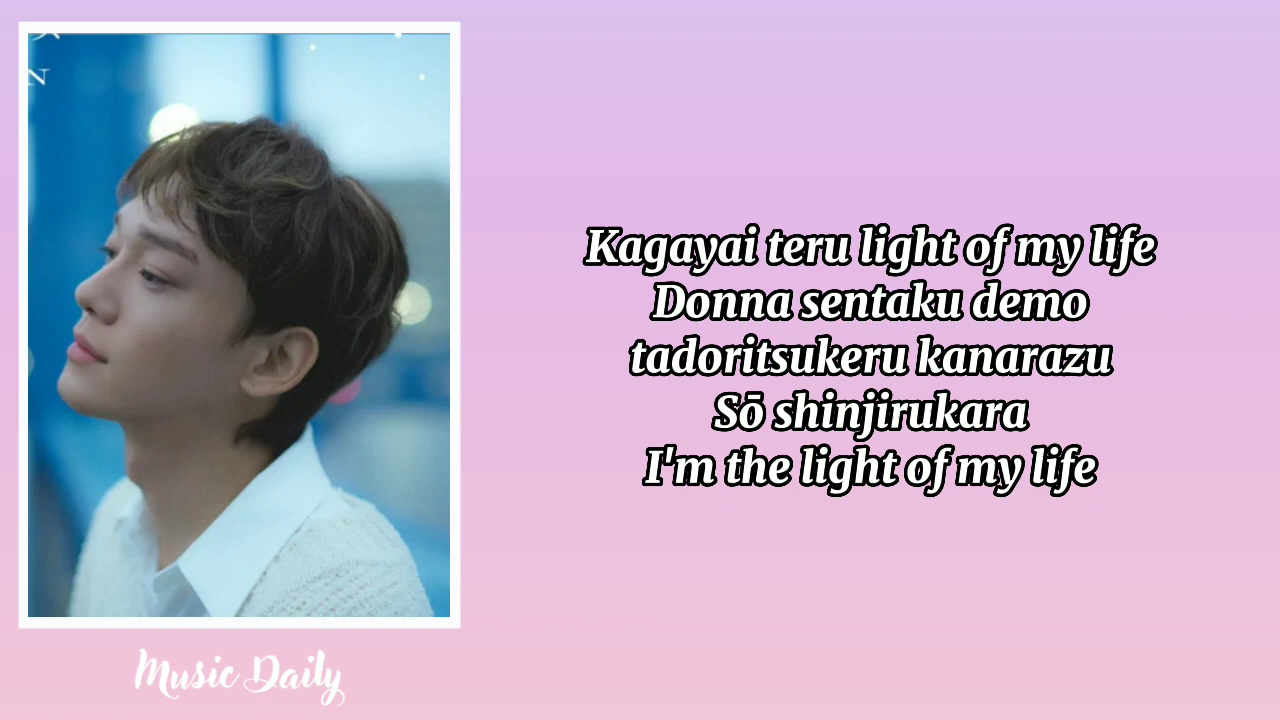 N
Kagayai teru light of my life
Donna sentaku demo
tadoritsukeru kanarazu
Sō shinjirukara
I'm the light of my life
Music Daily